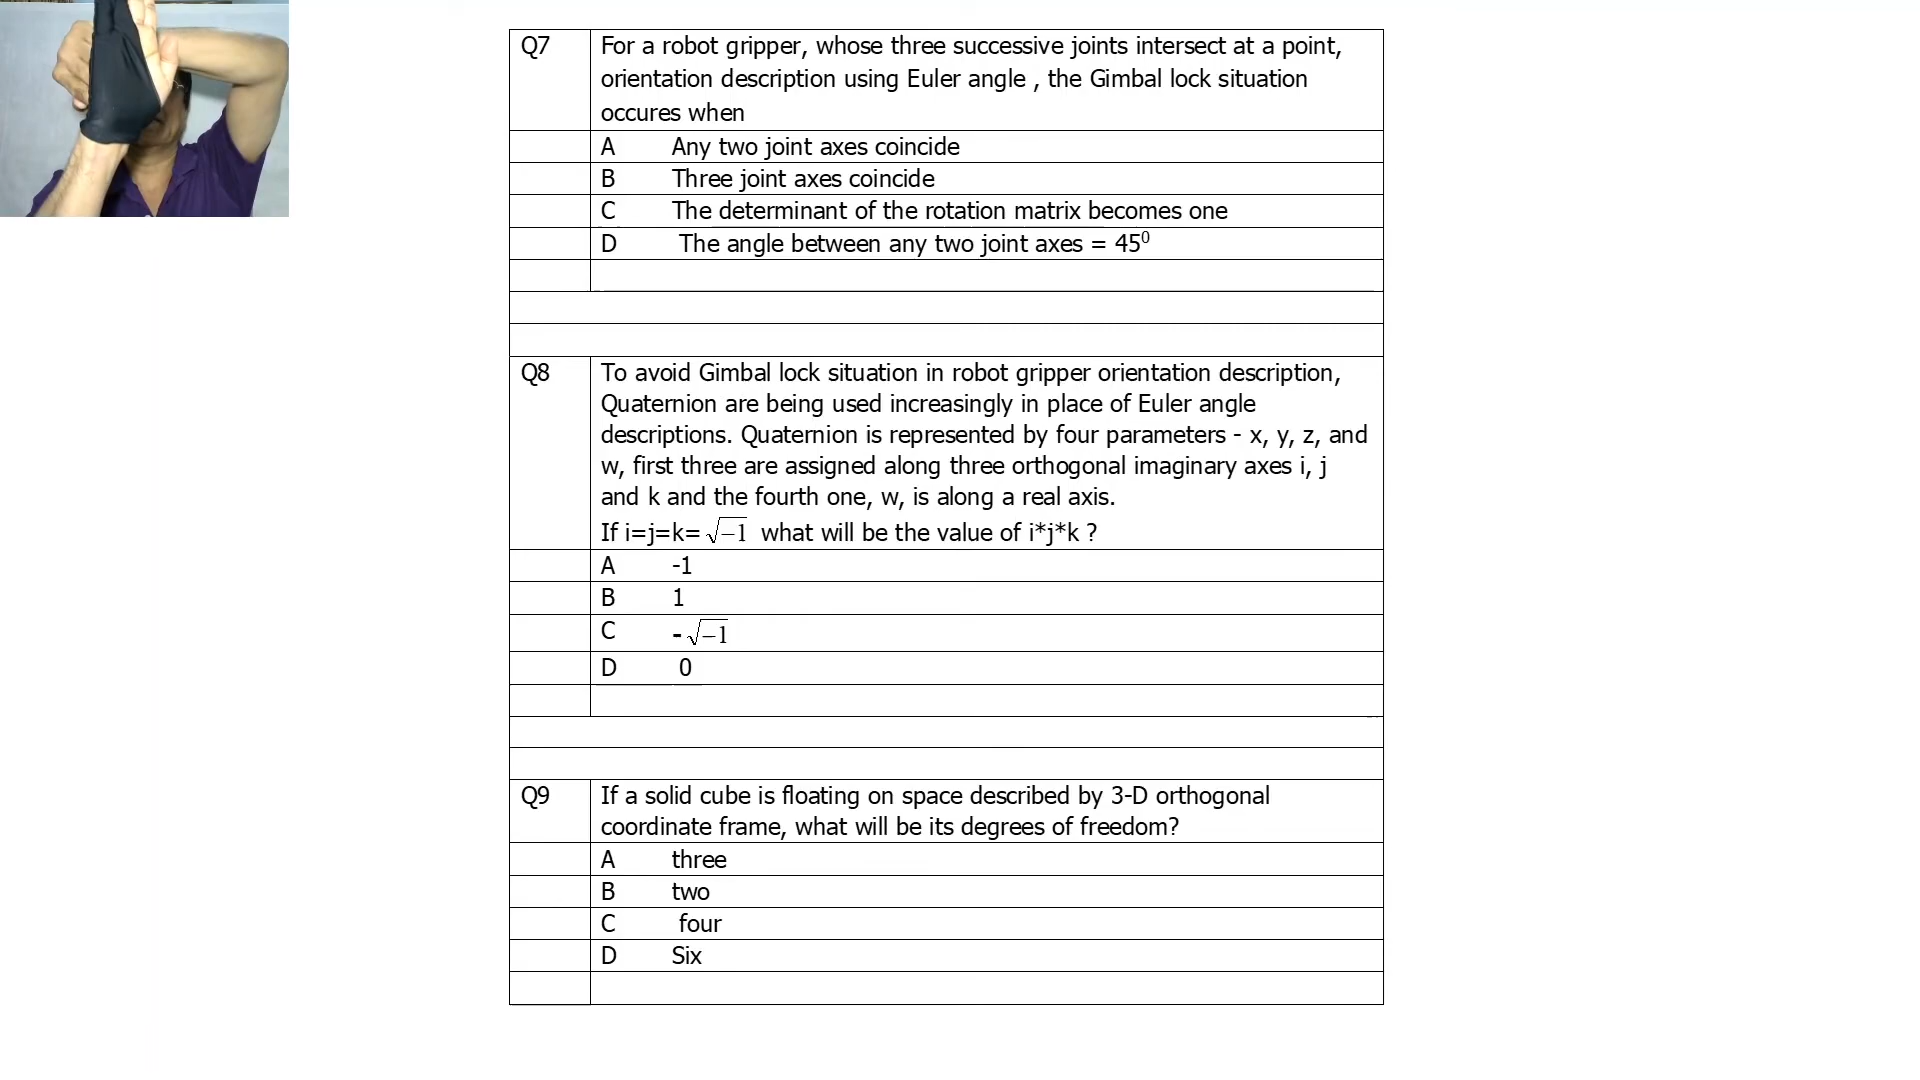 Q7 For a robot gripper, whose three successive joints intersect at a point,
orientation description using Euler angle , the Gimbal lock situation
occures when
A Any two joint axes coincide
B Three joint axes coincide
C The determinant of the rotation matrix becomes one
D The angle between any two joint axes = 45⁰
Q8 To avoid Gimbal lock situation in robot gripper orientation description,
Quaternion are being used increasingly in place of Euler angle
descriptions. Quaternion is represented by four parameters - x, y, z, and
w, first three are assigned along three orthogonal imaginary axes i, j
and k and the fourth one, w, is along a real axis.
If i=j=k= √−1 what will be the value of i*j*k ?
A -1
B 1
C -√−1
D 0
Q9 If a solid cube is floating on space described by 3-D orthogonal
coordinate frame, what will be its degrees of freedom?
A three
B two
C four
D Six